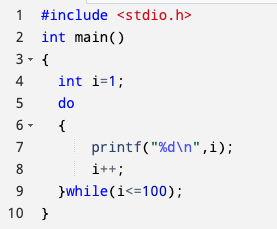 1 #include <stdio.h>
2 int main()
3 {
4 int i=1;
5 do
6 {
7 printf("%d\n",i);
8 i++;
9 }while(i<=100);
10 }